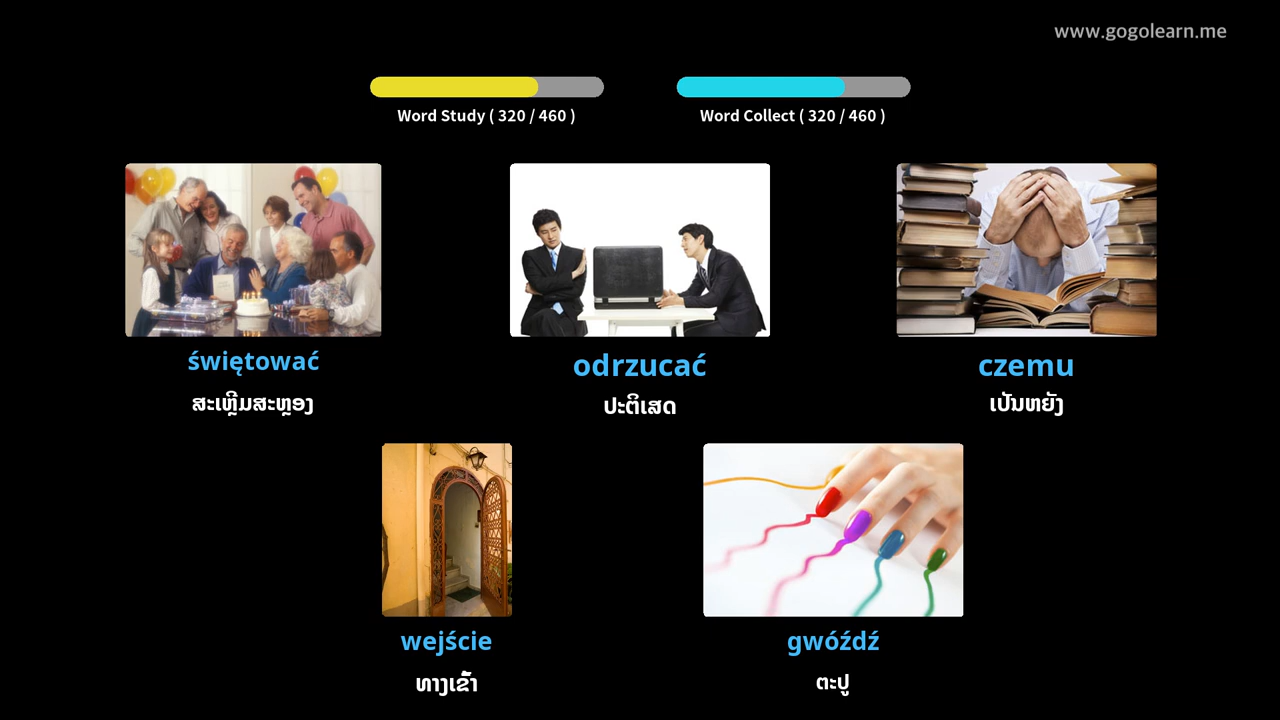 www.gogolearn.me
Word Study ( 320 / 460 )
Word Collect ( 320 / 460 )
świętować
ສະເຫຼີມສະຫຼອງ
odrzucać
ປະຕິເສດ
czemu
ເປັນຫຍັງ
wejście
ທາງເຂົ້າ
gwóźdź
ຕະປູ